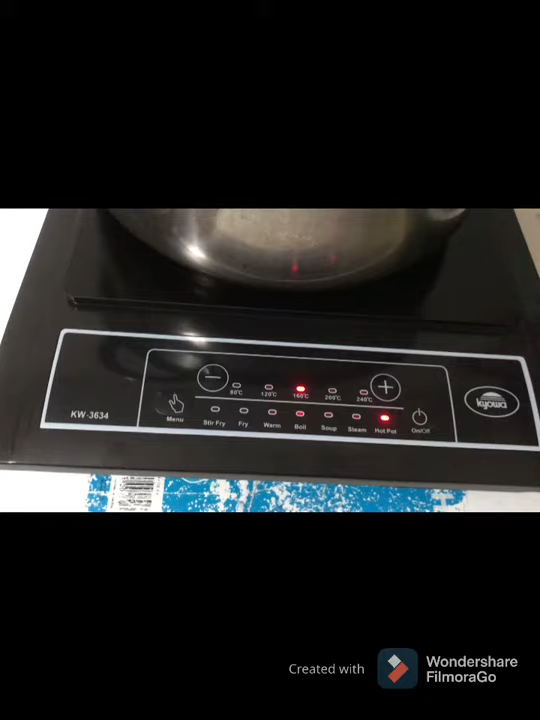 80℃ 120℃ 160℃ 200℃ 240℃
KW-3634
Menu
Stir Fry Fry Warm Boil Soup Steam Hot Pot On/Off
kyowa
Created with Wondershare FilmoraGo